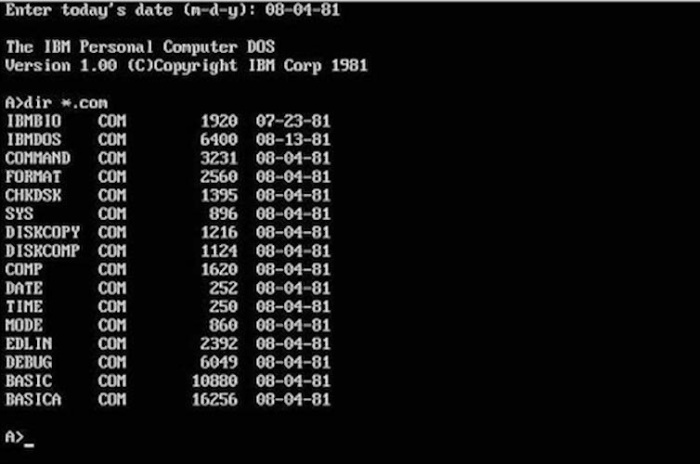 Enter today's date (m-d-y): 08-04-81
The IBM Personal Computer DOS
Version 1.00 (C)Copyright IBM Corp 1981
A>dir *.com
IBMBIO COM 1920 07-23-81
IBMDOS COM 6400 08-13-81
COMMAND COM 3231 08-04-81
FORMAT COM 2560 08-04-81
CHKDSK COM 1395 08-04-81
SYS COM 896 08-04-81
DISKCOPY COM 1216 08-04-81
DISKCOMP COM 1124 08-04-81
COMP COM 1620 08-04-81
DATE COM 252 08-04-81
TIME COM 250 08-04-81
MODE COM 860 08-04-81
EDLIN COM 2392 08-04-81
DEBUG COM 6049 08-04-81
BASIC COM 10880 08-04-81
BASICA COM 16256 08-04-81
A>_